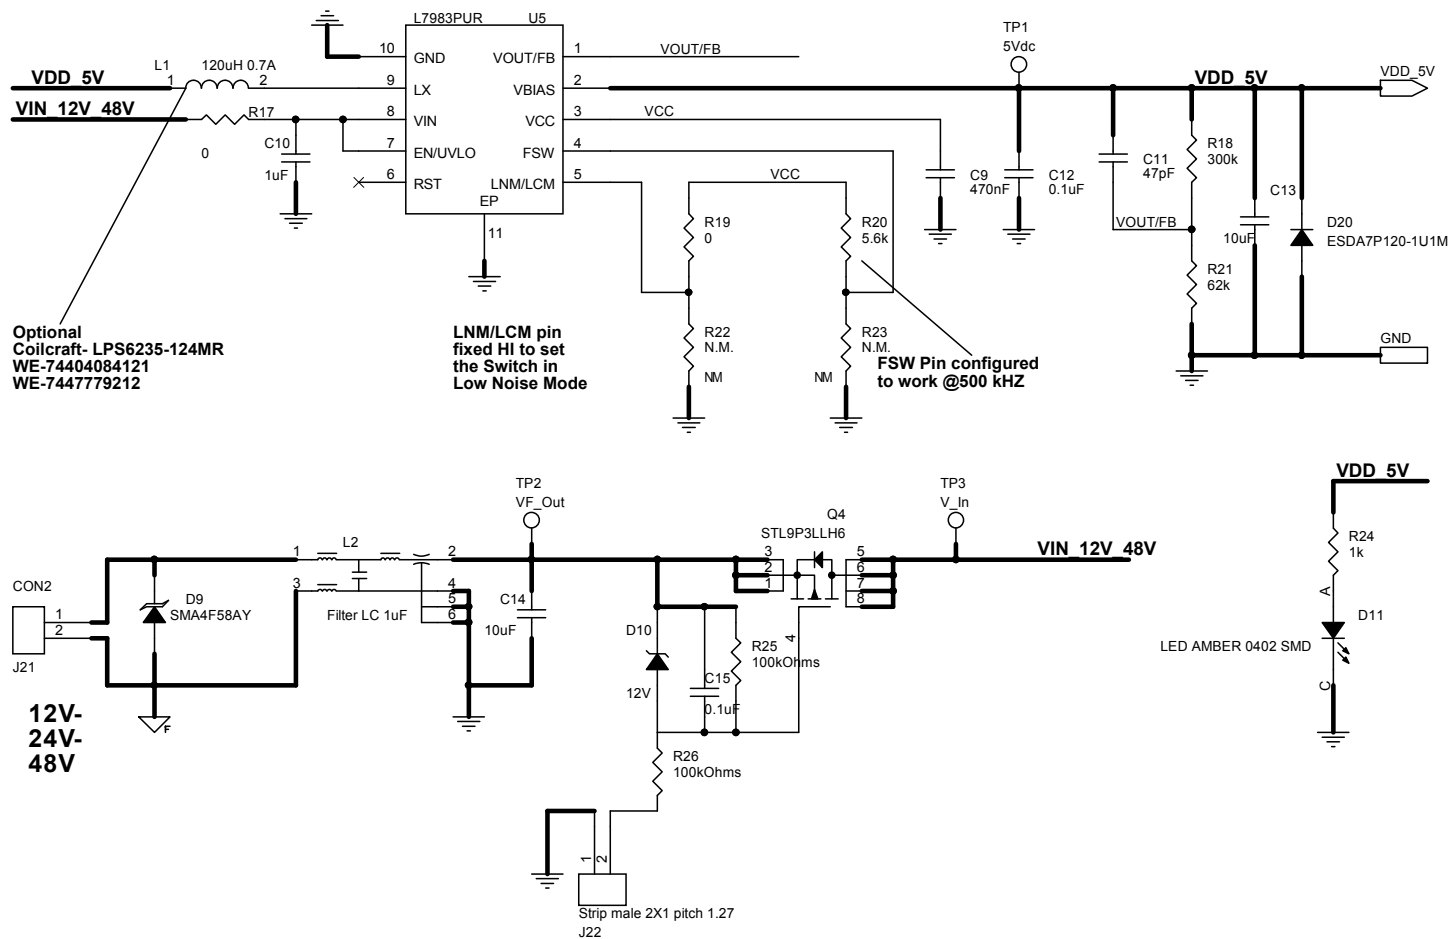 L7983PUR
U5
10
GND
VOUT/FB
1
VOUT/FB
TP1
5Vdc
VDD_5V
L1
120uH 0.7A
1
2
9
LX
VBIAS
2
VDD_5V
VDD_5V
VIN_12V_48V
R17
0
8
VIN
VCC
3
VCC
C10
1uF
7
EN/UVLO
FSW
4
6
RST
LNM/LCM
5
EP
11
VCC
R19
0
R20
5.6k
R22
N.M.
NM
R23
N.M.
NM
C9
470nF
C12
0.1uF
C11
47pF
VOUT/FB
R18
300k
R21
62k
C13
10uF
D20
ESDA7P120-1U1M
GND
Optional
Coilcraft- LPS6235-124MR
WE-74404084121
WE-7447779212
LNM/LCM pin
fixed HI to set
the Switch in
Low Noise Mode
FSW Pin configured
to work @500 kHZ
CON2
1
2
J21
12V-
24V-
48V
D9
SMA4F58AY
F
L2
1
2
3
4
5
6
Filter LC 1uF
TP2
VF_Out
C14
10uF
D10
12V
C15
0.1uF
R25
100kOhms
R26
100kOhms
Q4
STL9P3LLH6
3
2
1
5
6
7
8
4
TP3
V_In
VIN_12V_48V
1
2
Strip male 2X1 pitch 1.27
J22
VDD_5V
R24
1k
A
D11
LED AMBER 0402 SMD
C